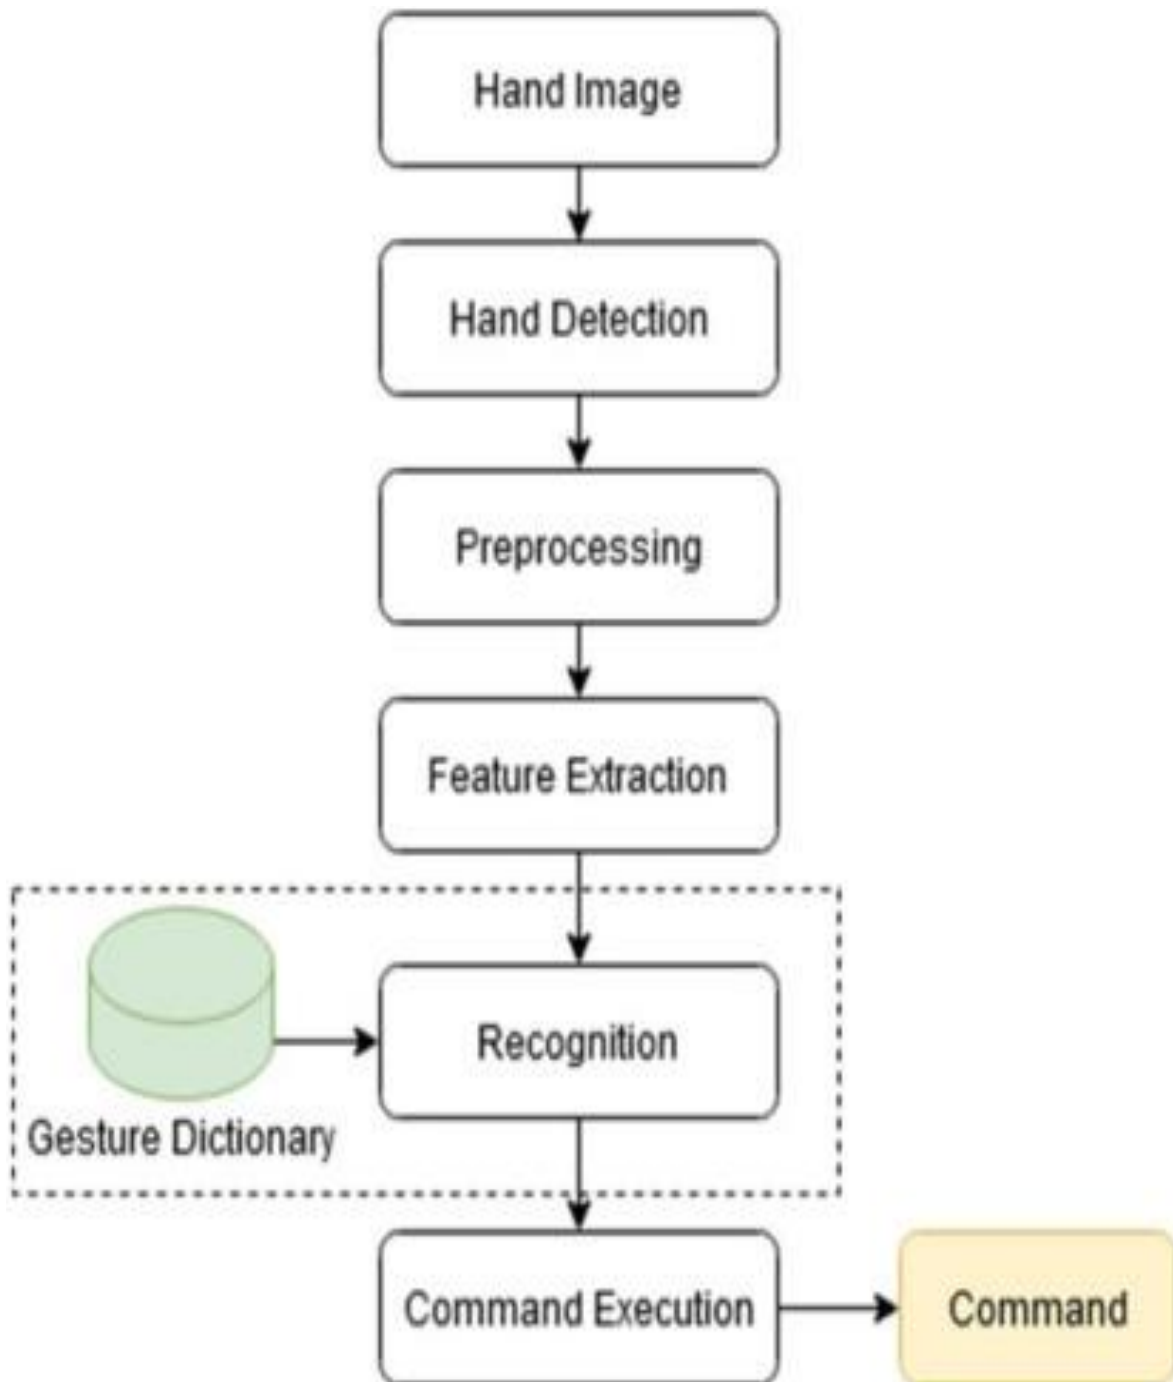 Hand Image
Hand Detection
Preprocessing
Feature Extraction
Recognition
Gesture Dictionary
Command Execution
Command